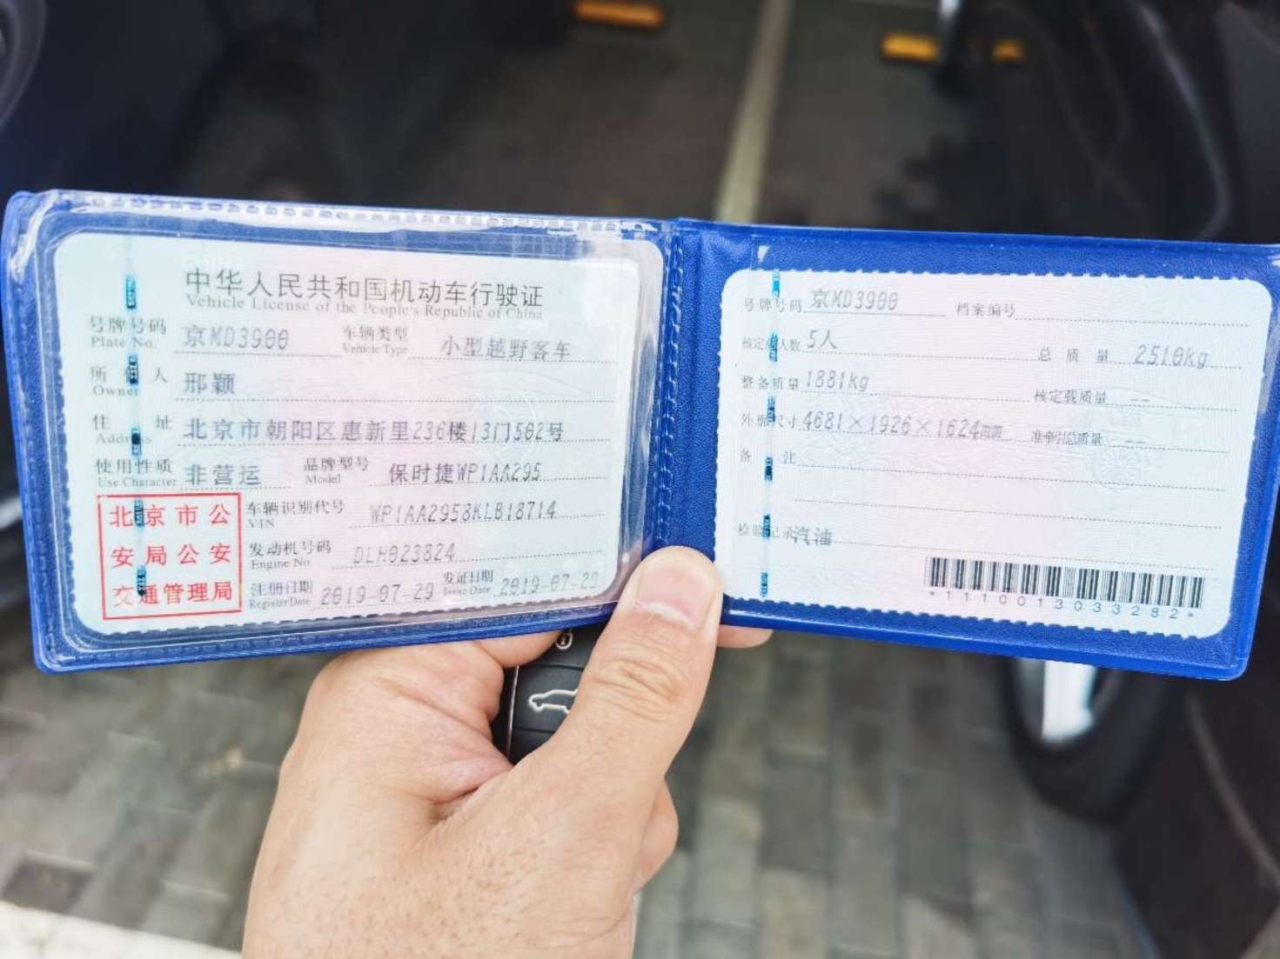 中华人民共和国机动车行驶证
Vehicle License of the People's Republic of China
号牌号码 京MD3900 车辆类型 小型越野客车
Plate No. Vehicle Type
所有人 邢颖
Owner
住址 北京市朝阳区惠新里236楼13门502号
Address
使用性质 非营运 品牌型号 保时捷WP1AA295
Use Character Model
车辆识别代号 WP1AA2958KLB18714
VIN
发动机号码 DLH023824
Engine No.
注册日期 2019-07-29 发证日期 2019-07-29
Register Date Issue Date
北京市公
安局公安
交通管理局
号牌号码 京MD3900 档案编号
核定载人数 5人 总质量 2510kg
整备质量 1881kg 核定载质量 --
外廓尺寸 4681×1926×1624mm 准牵引总质量 --
备注
检验记录 汽油
*1110013033282*